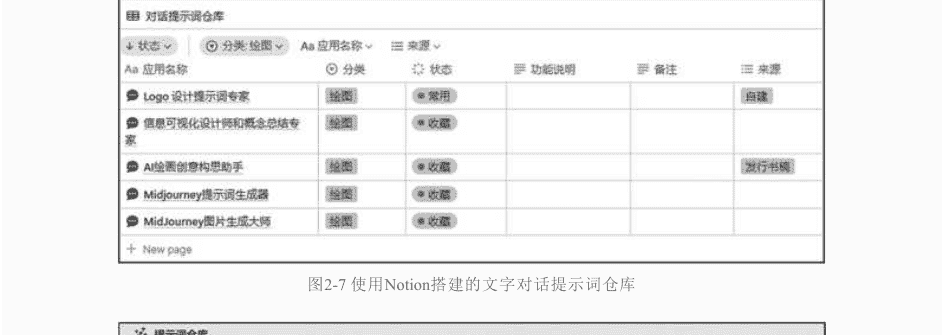 对话提示词仓库
↓ 状态 分类: 绘图 Aa 应用名称 来源
Aa 应用名称 分类 状态 功能说明 备注 来源
Logo 设计提示词专家 绘图 常用 自建
信息可视化设计师和概念总结专 绘图 收藏
家
AI绘画创意构思助手 绘图 收藏 发行书稿
Midjourney提示词生成器 绘图 收藏
MidJourney图片生成大师 绘图 收藏
+ New page
图2-7 使用Notion搭建的文字对话提示词仓库
提示词仓库